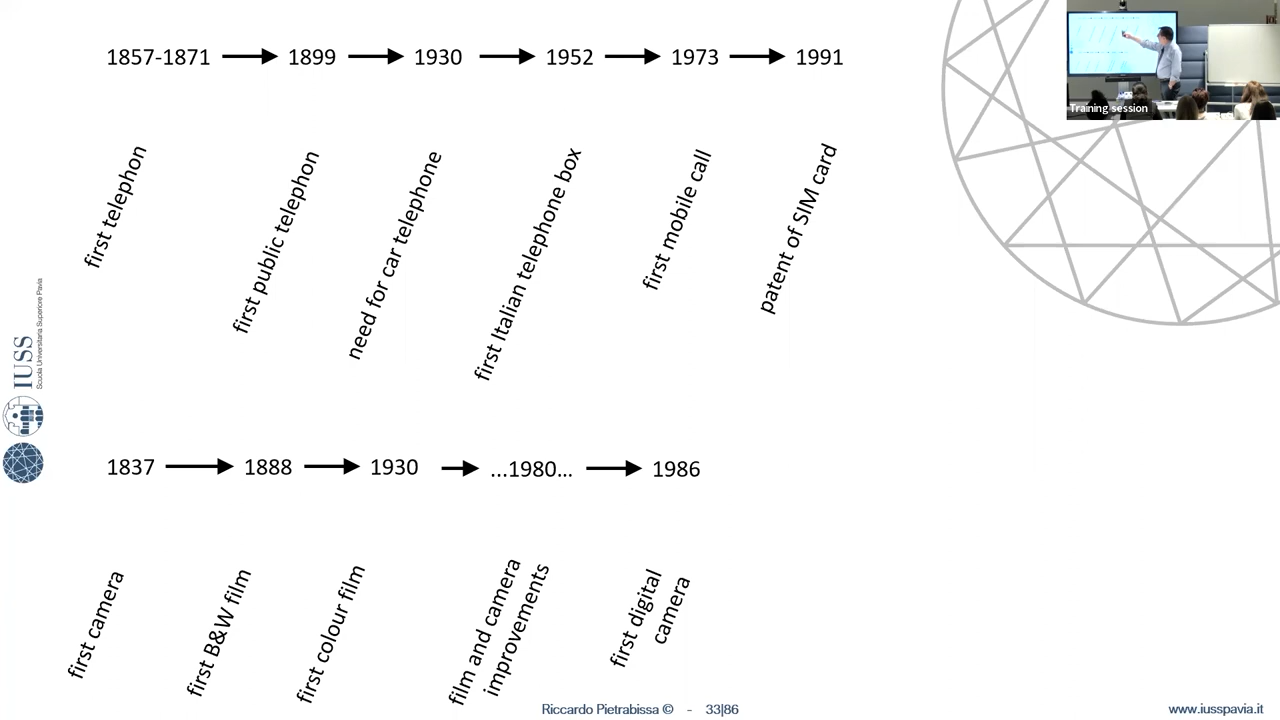 1857-1871 1899 1930 1952 1973 1991
first telephon
first public telephon
need for car telephone
first Italian telephone box
first mobile call
patent of SIM card
1837 1888 1930 ...1980... 1986
first camera
first B&W film
first colour film
film and camera
improvements
first digital
camera
Training session
IUSS
Scuola Universitaria Superiore Pavia
Riccardo Pietrabissa © - 33|86
www.iusspavia.it